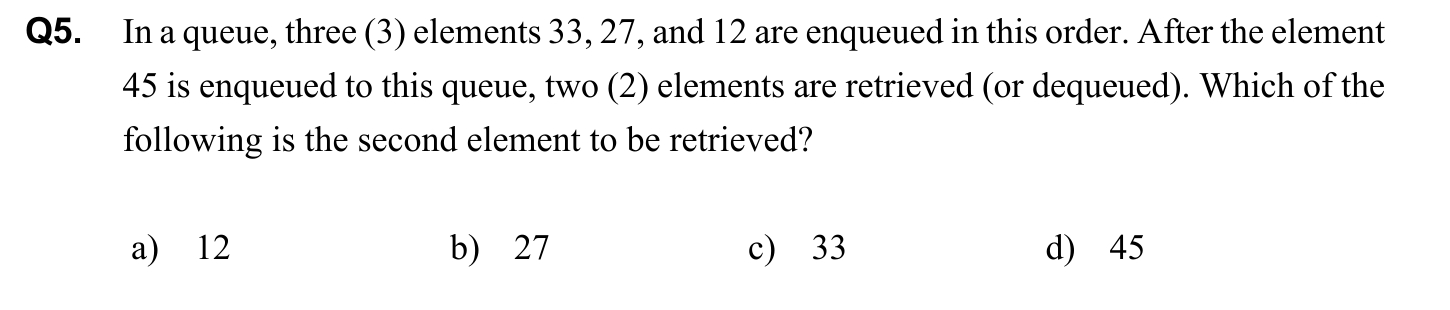 Q5. In a queue, three (3) elements 33, 27, and 12 are enqueued in this order. After the element
45 is enqueued to this queue, two (2) elements are retrieved (or dequeued). Which of the
following is the second element to be retrieved?
a) 12 b) 27 c) 33 d) 45